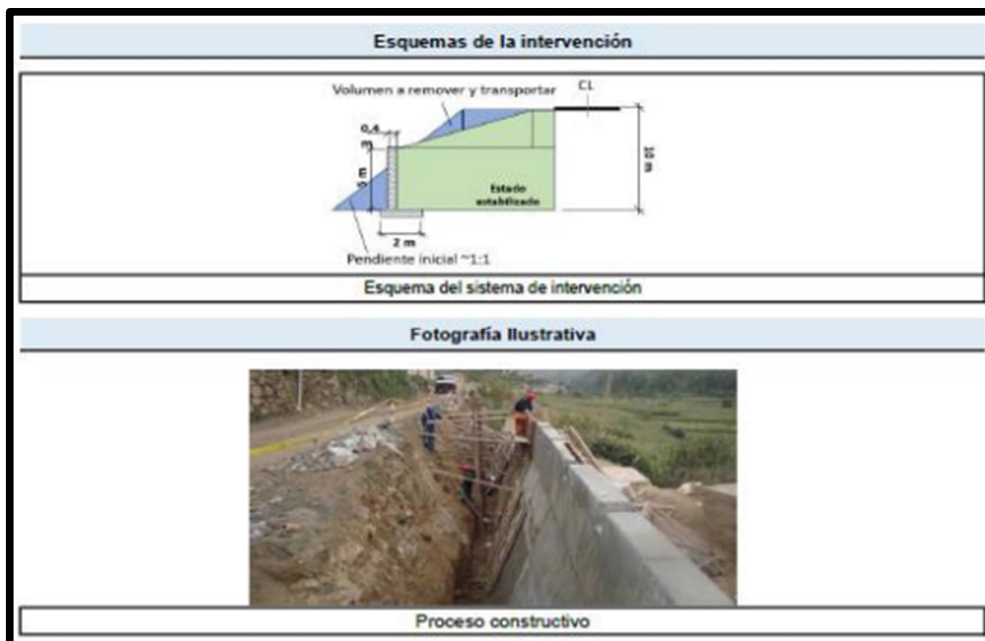 Esquemas de la intervención
Volumen a remover y transportar
CL
0,4
m
6 m
10 m
Estado
estabilizado
2 m
Pendiente inicial ~1:1
Esquema del sistema de intervención
Fotografía Ilustrativa
Proceso constructivo